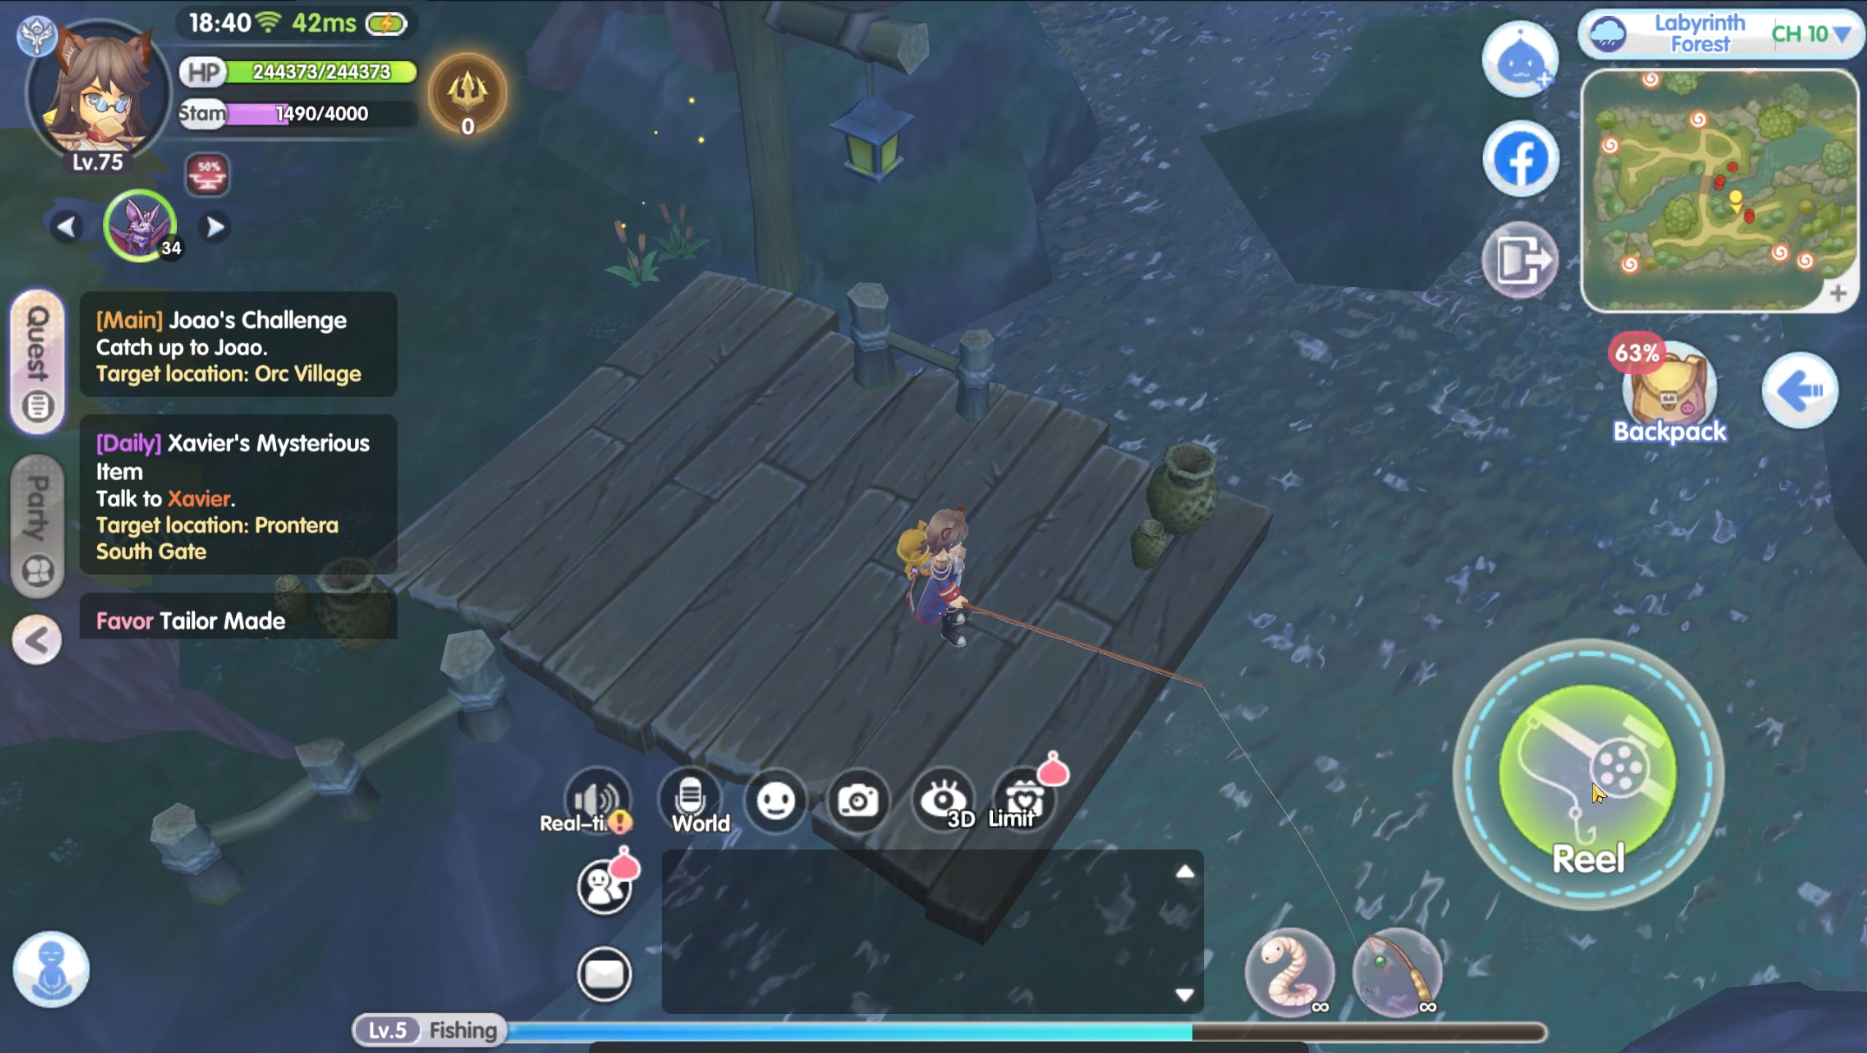 18:40 42ms
HP 244373/244373
Stam 1490/4000
0
Lv.75
50%
34
Quest
[Main] Joao's Challenge
Catch up to Joao.
Target location: Orc Village
Party
[Daily] Xavier's Mysterious
Item
Talk to Xavier.
Target location: Prontera
South Gate
Favor Tailor Made
Labyrinth
Forest
CH 10
63%
Backpack
Reel
Real-ti
World
3D
Limit
∞
∞
Lv.5 Fishing